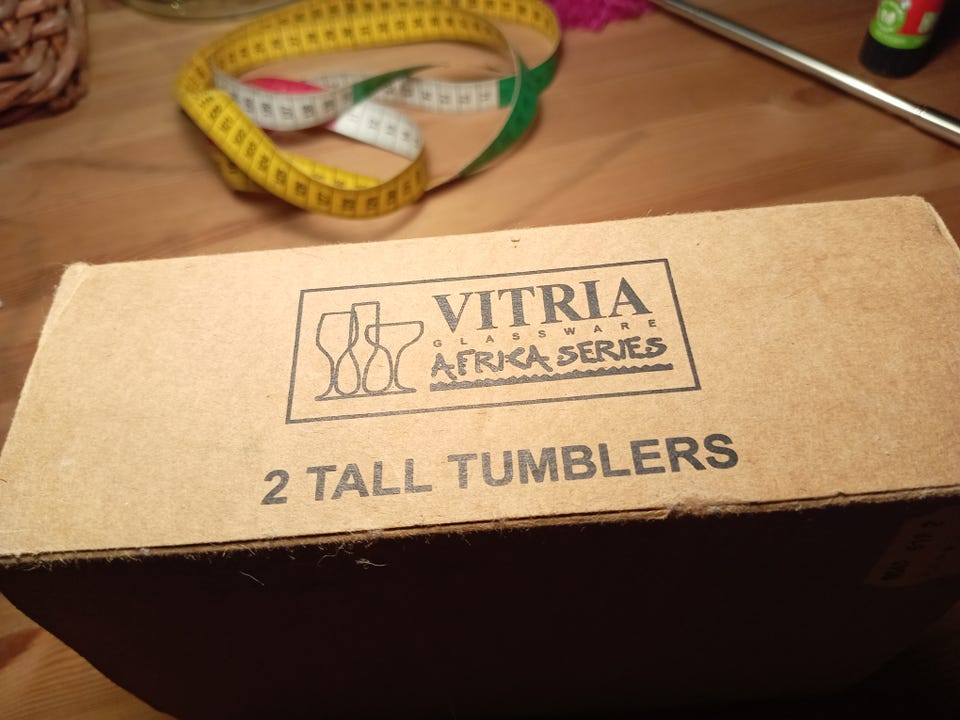 VITRIA
GLASSWARE
AFRICA SERIES
2 TALL TUMBLERS